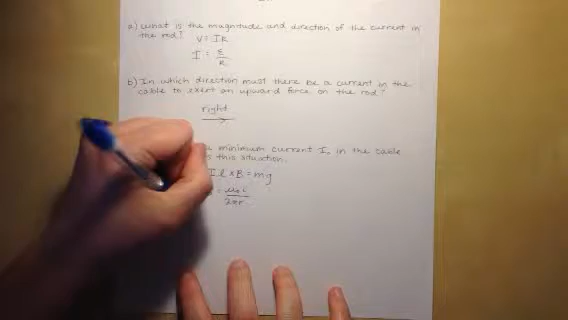 a) What is the magnitude and direction of the current in
the rod?
V = IR
I = ε/R
b) In which direction must there be a current in the
cable to exert an upward force on the rod?
right
→
minimum current I, in the cable
this situation.
I l × B = mg
= μ₀i/2πr